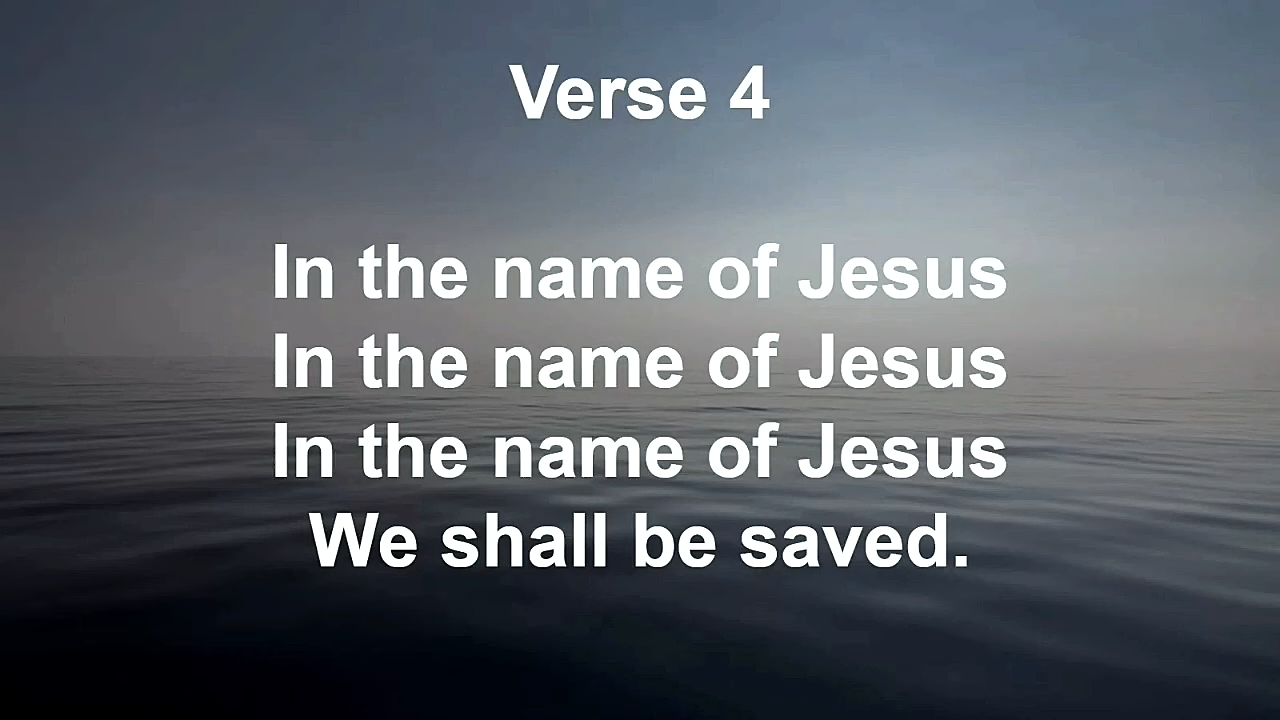 Verse 4
In the name of Jesus
In the name of Jesus
In the name of Jesus
We shall be saved.